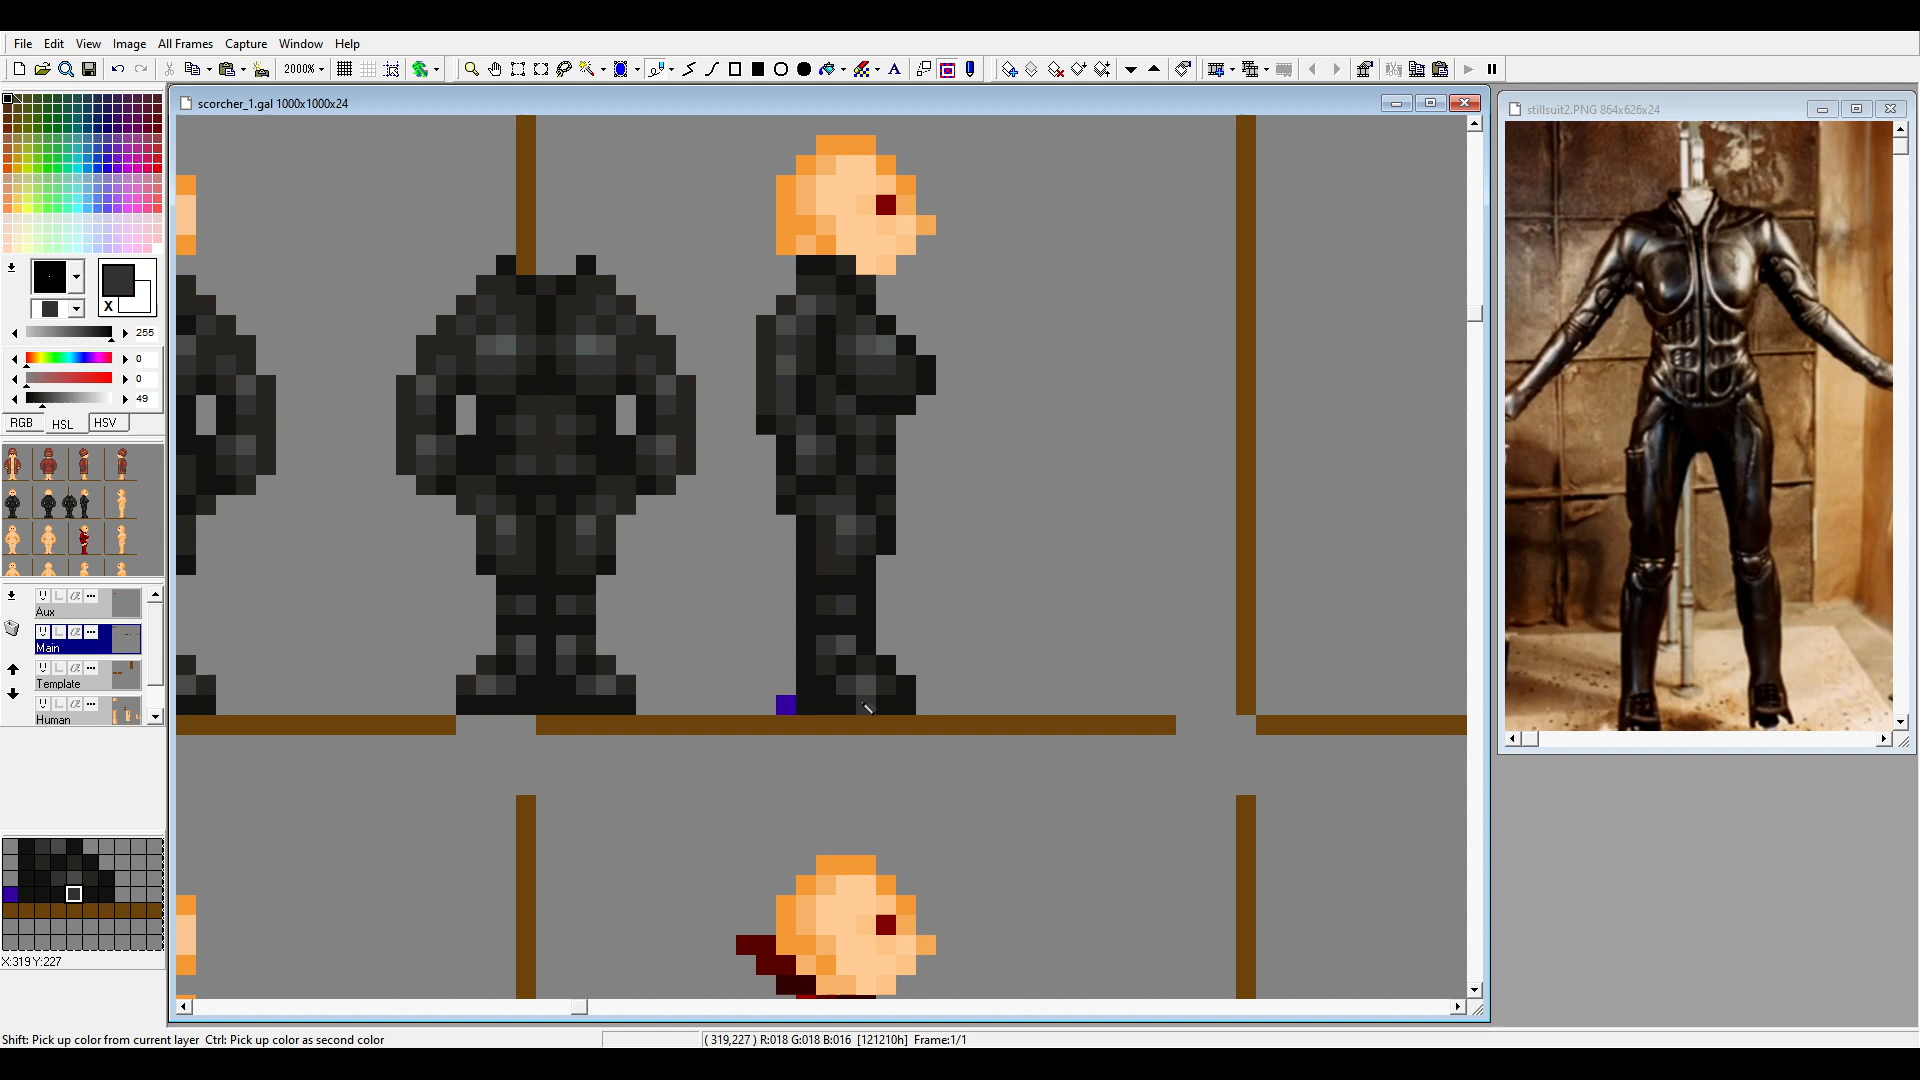 File Edit View Image All Frames Capture Window Help
2000%
A
scorcher_1.gal 1000x1000x24
stillsuit2.PNG 864x626x24
X
255
0
0
49
RGB HSL HSV
Aux
Main
Template
Human
X:319 Y:227
Shift: Pick up color from current layer Ctrl: Pick up color as second color
( 319,227 ) R:018 G:018 B:016 [121210h] Frame:1/1